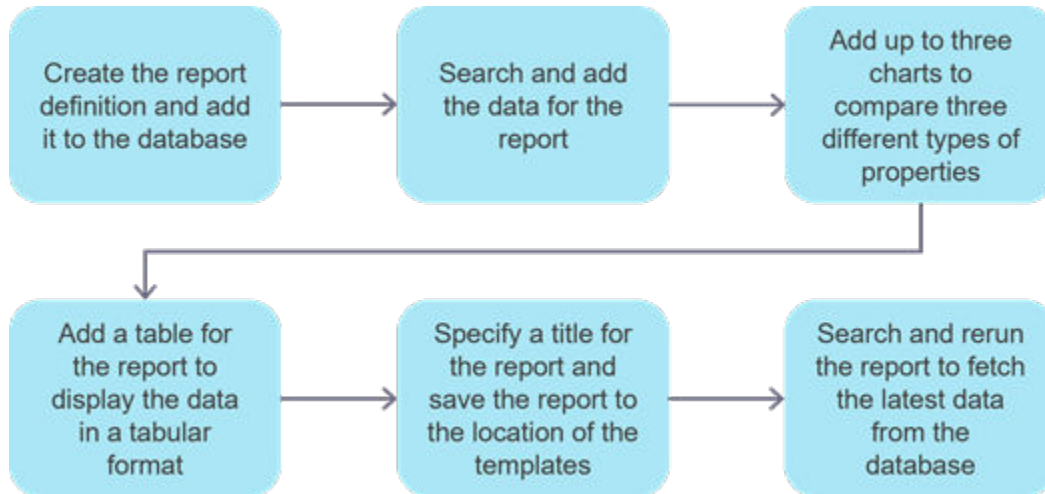 Create the report
definition and add
it to the database
Search and add
the data for the
report
Add up to three
charts to
compare three
different types of
properties
Add a table for
the report to
display the data
in a tabular
format
Specify a title for
the report and
save the report to
the location of the
templates
Search and rerun
the report to fetch
the latest data
from the
database